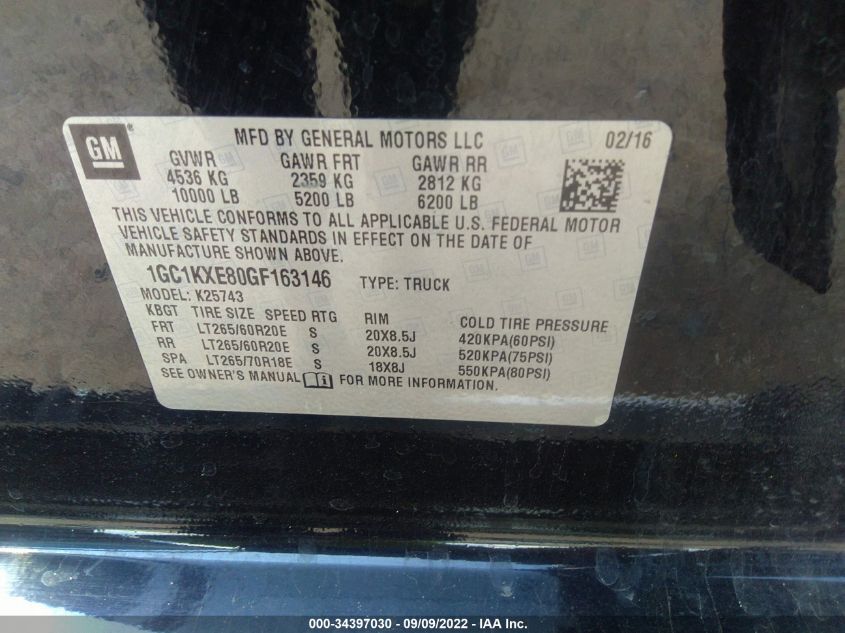 GM
MFD BY GENERAL MOTORS LLC 02/16
GVWR GAWR FRT GAWR RR
4536 KG 2359 KG 2812 KG
10000 LB 5200 LB 6200 LB
THIS VEHICLE CONFORMS TO ALL APPLICABLE U.S. FEDERAL MOTOR
VEHICLE SAFETY STANDARDS IN EFFECT ON THE DATE OF
MANUFACTURE SHOWN ABOVE.
1GC1KXE80GF163146 TYPE: TRUCK
MODEL: K25743
KBGT TIRE SIZE SPEED RTG RIM COLD TIRE PRESSURE
FRT LT265/60R20E S 20X8.5J 420KPA(60PSI)
RR LT265/60R20E S 20X8.5J 520KPA(75PSI)
SPA LT265/70R18E S 18X8J 550KPA(80PSI)
SEE OWNER'S MANUAL FOR MORE INFORMATION.
000-34397030 - 09/09/2022 - IAA Inc.